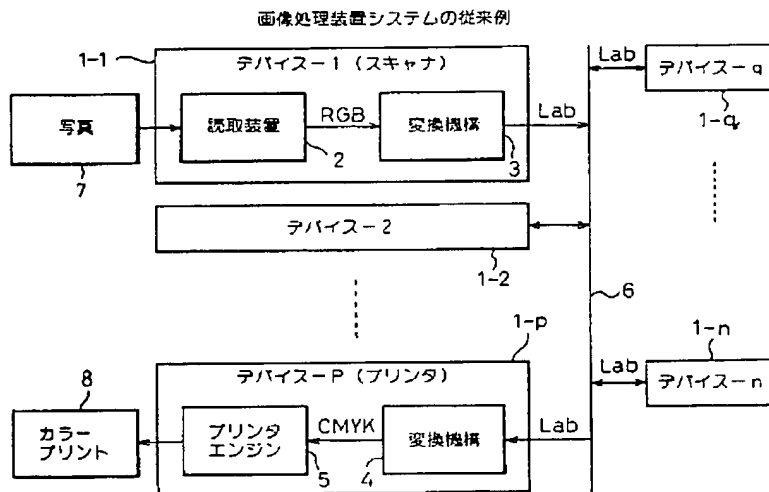 画像処理装置システムの従来例
1-1
デバイス－1（スキャナ）
Lab
デバイス－q
1-q
写真
7
読取装置
2
RGB
変換機構
3
Lab
デバイス－2
1-2
6
1-p
1-n
デバイス－P（プリンタ）
Lab
デバイス－n
8
カラー
プリント
プリンタ
エンジン
5
CMYK
変換機構
4
Lab